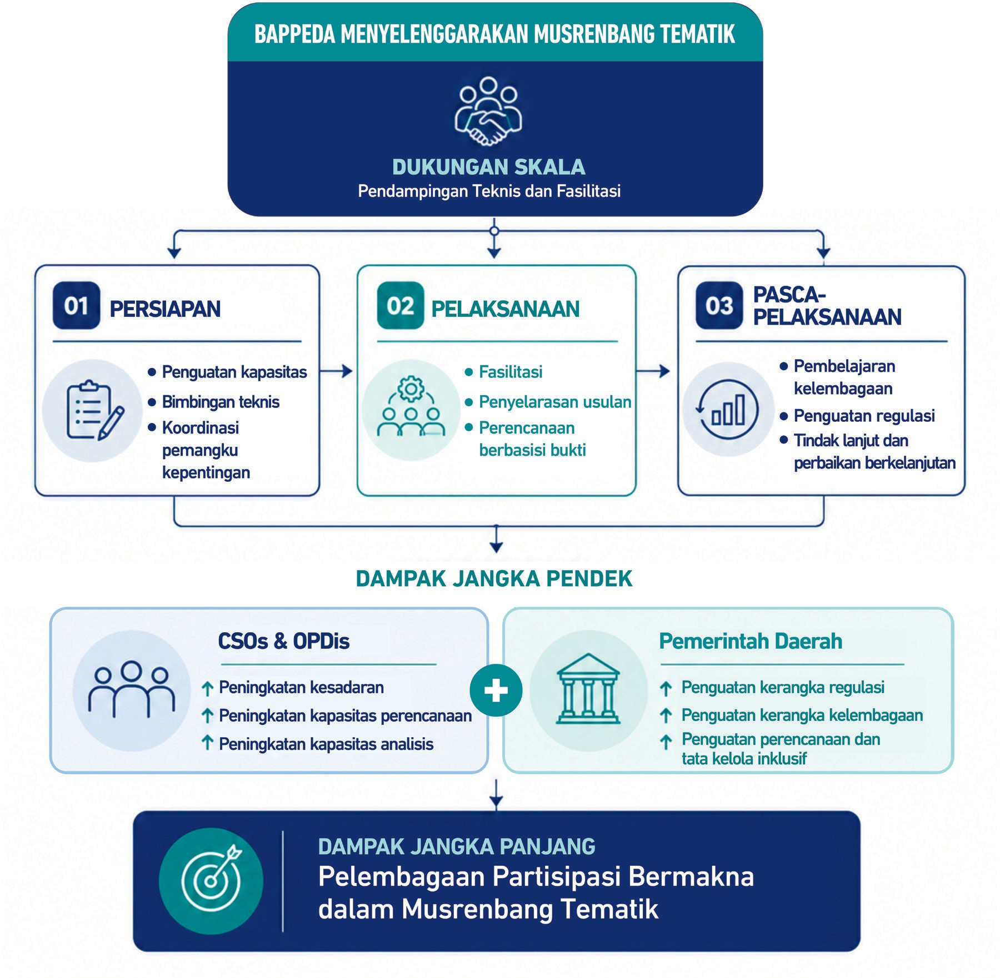 BAPPEDA MENYELENGGARAKAN MUSRENBANG TEMATIK
DUKUNGAN SKALA
Pendampingan Teknis dan Fasilitasi
01 PERSIAPAN
Penguatan kapasitas
Bimbingan teknis
Koordinasi
pemangku
kepentingan
02 PELAKSANAAN
Fasilitasi
Penyelarasan usulan
Perencanaan
berbasisi bukti
03 PASCA-
PELAKSANAAN
Pembelajaran
kelembagaan
Penguatan regulasi
Tindak lanjut dan
perbaikan berkelanjutan
DAMPAK JANGKA PENDEK
CSOs & OPDis
Peningkatan kesadaran
Peningkatan kapasitas perencanaan
Peningkatan kapasitas analisis
Pemerintah Daerah
Penguatan kerangka regulasi
Penguatan kerangka kelembagaan
Penguatan perencanaan dan
tata kelola inklusif
DAMPAK JANGKA PANJANG
Pelembagaan Partisipasi Bermakna
dalam Musrenbang Tematik